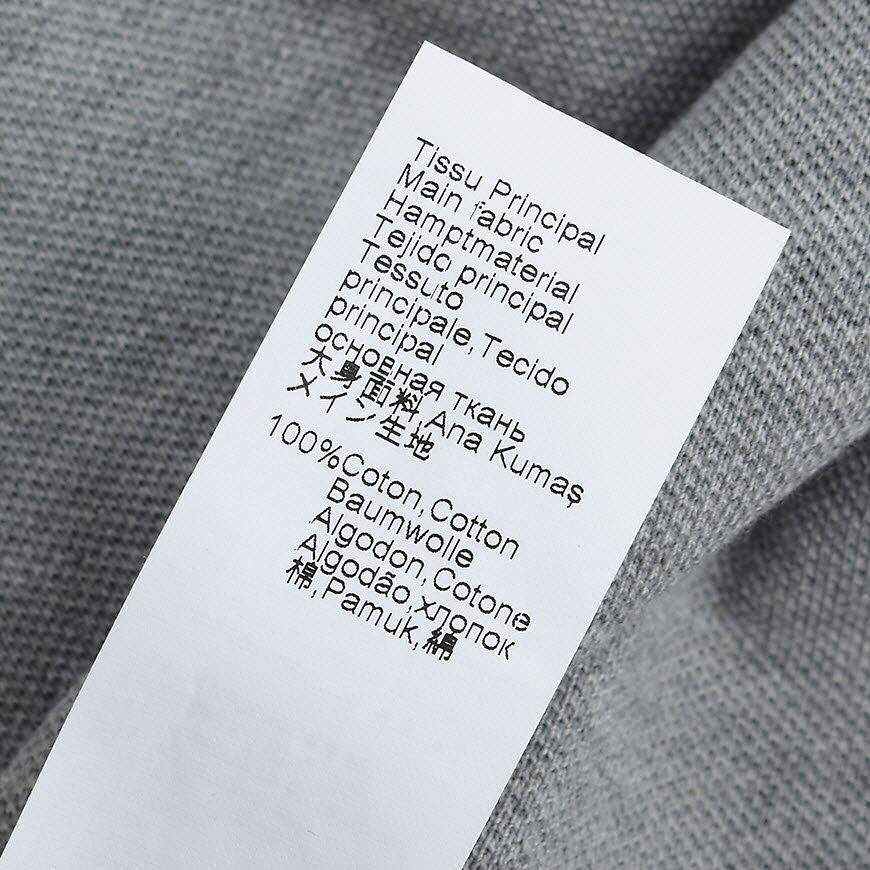 Tissu Principal
Main fabric
Hamptmaterial
Tejido principal
Tessuto
principale,Tecido
principal
основная ткань
大身面料,Ana Kumaş
メイン生地
100%Coton,Cotton
Baumwolle
Algodon,Cotone
Algodão,хлопок
棉,Pamuk,綿